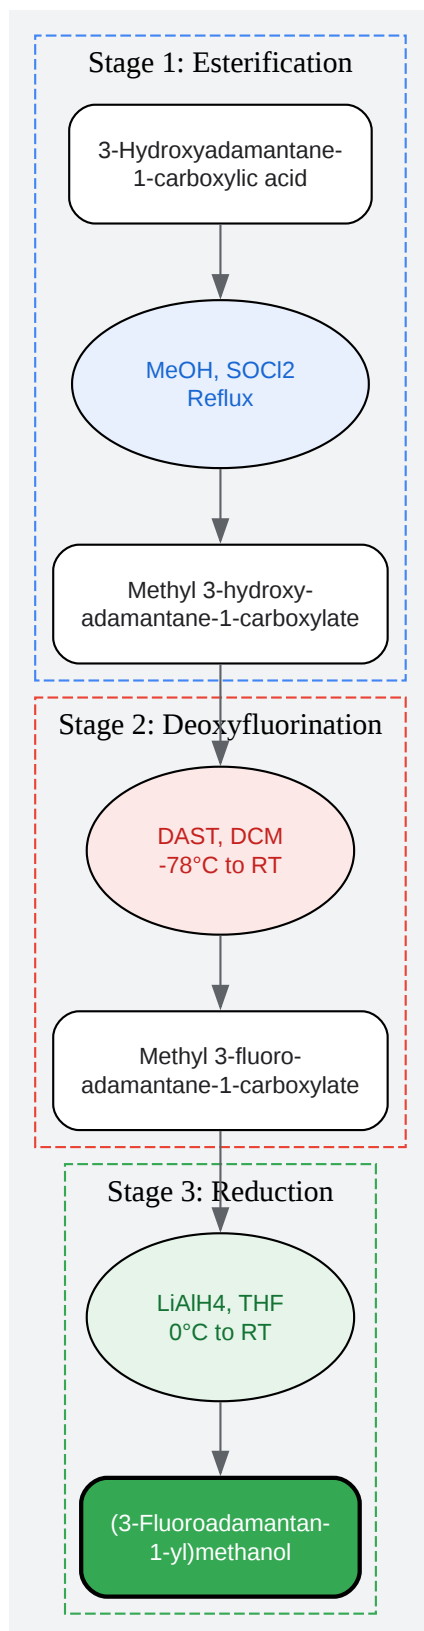 Stage 1: Esterification
3-Hydroxyadamantane-
1-carboxylic acid
MeOH, SOCl2
Reflux
Methyl 3-hydroxy-
adamantane-1-carboxylate
Stage 2: Deoxyfluorination
DAST, DCM
-78°C to RT
Methyl 3-fluoro-
adamantane-1-carboxylate
Stage 3: Reduction
LiAlH4, THF
0°C to RT
(3-Fluoroadamantan-
1-yl)methanol